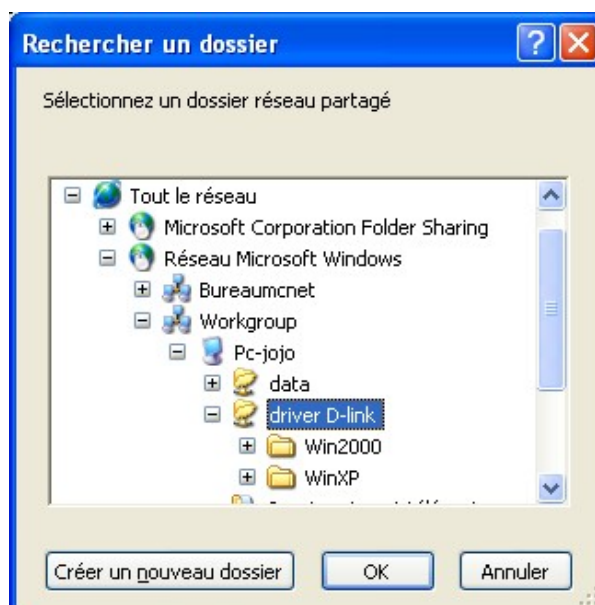 Rechercher un dossier
Sélectionnez un dossier réseau partagé
Tout le réseau
Microsoft Corporation Folder Sharing
Réseau Microsoft Windows
Bureaumcnet
Workgroup
Pc-jojo
data
driver D-link
Win2000
WinXP
Créer un nouveau dossier OK Annuler